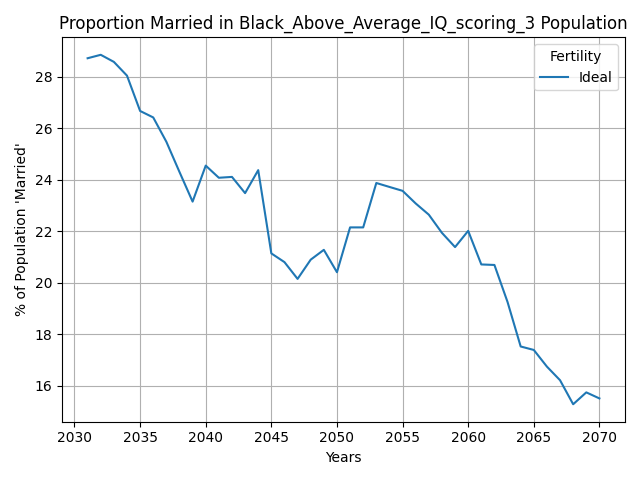 Proportion Married in Black_Above_Average_IQ_scoring_3 Population
Fertility
Ideal
% of Population 'Married'
28
26
24
22
20
18
16
2030 2035 2040 2045 2050 2055 2060 2065 2070
Years